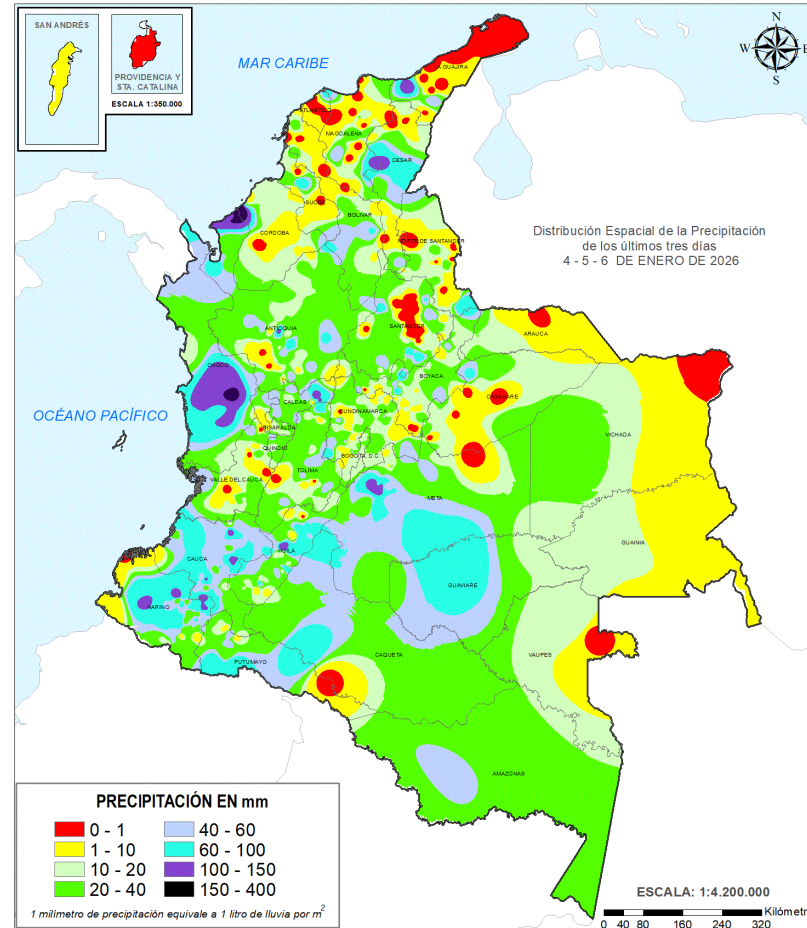 SAN ANDRÉS
PROVIDENCIA Y
STA. CATALINA
ESCALA 1:350.000
MAR CARIBE
N
W
E
S
LA GUAJIRA
ATLANTICO
MAGDALENA
CESAR
SUCRE
BOLIVAR
CORDOBA
NORTE DE SANTANDER
Distribución Espacial de la Precipitación
de los últimos tres días
4 - 5 - 6 DE ENERO DE 2026
ANTIOQUIA
SANTANDER
ARAUCA
CHOCO
BOYACA
CALDAS
CASANARE
OCÉANO PACÍFICO
CUNDINAMARCA
RISARALDA
VICHADA
QUINDIO
BOGOTA, D.C.
TOLIMA
VALLE DEL CAUCA
META
GUAINIA
HUILA
CAUCA
GUAVIARE
NARIÑO
CAQUETA
VAUPES
PUTUMAYO
AMAZONAS
PRECIPITACIÓN EN mm
0 - 1
40 - 60
1 - 10
60 - 100
10 - 20
100 - 150
20 - 40
150 - 400
1 milímetro de precipitación equivale a 1 litro de lluvia por m²
ESCALA: 1:4.200.000
Kilómetr
0 40 80 160 240 320